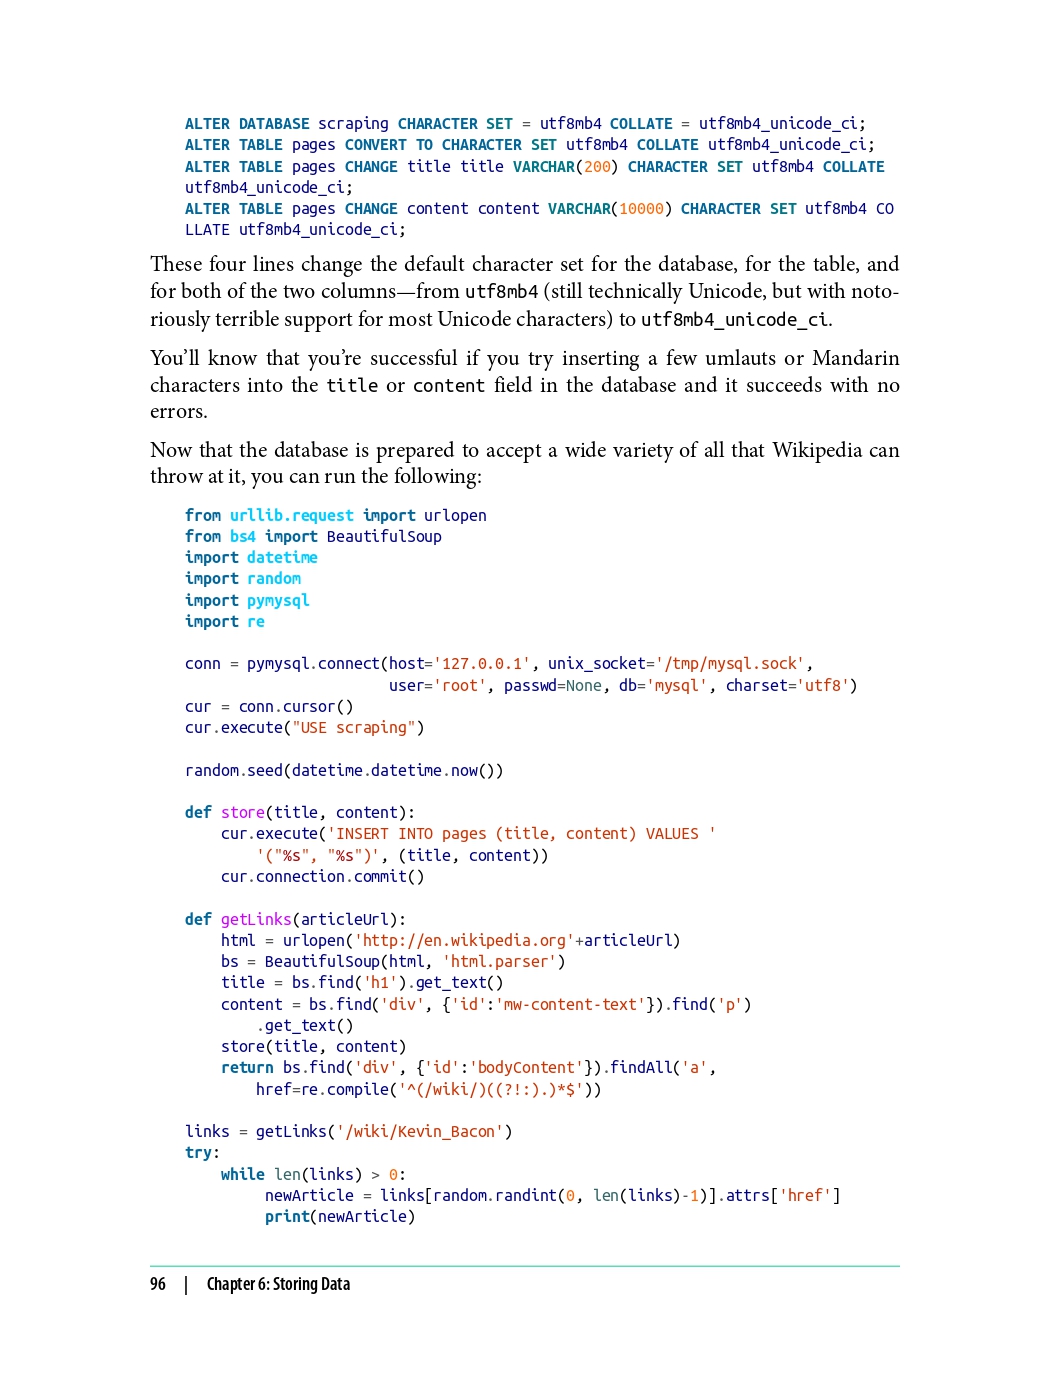 ALTER DATABASE scraping CHARACTER SET = utf8mb4 COLLATE = utf8mb4_unicode_ci;
ALTER TABLE pages CONVERT TO CHARACTER SET utf8mb4 COLLATE utf8mb4_unicode_ci;
ALTER TABLE pages CHANGE title title VARCHAR(200) CHARACTER SET utf8mb4 COLLATE
utf8mb4_unicode_ci;
ALTER TABLE pages CHANGE content content VARCHAR(10000) CHARACTER SET utf8mb4 CO
LLATE utf8mb4_unicode_ci;
These four lines change the default character set for the database, for the table, and
for both of the two columns—from utf8mb4 (still technically Unicode, but with noto-
riously terrible support for most Unicode characters) to utf8mb4_unicode_ci.
You’ll know that you’re successful if you try inserting a few umlauts or Mandarin
characters into the title or content field in the database and it succeeds with no
errors.
Now that the database is prepared to accept a wide variety of all that Wikipedia can
throw at it, you can run the following:
from urllib.request import urlopen
from bs4 import BeautifulSoup
import datetime
import random
import pymysql
import re
conn = pymysql.connect(host='127.0.0.1', unix_socket='/tmp/mysql.sock',
                       user='root', passwd=None, db='mysql', charset='utf8')
cur = conn.cursor()
cur.execute("USE scraping")
random.seed(datetime.datetime.now())
def store(title, content):
    cur.execute('INSERT INTO pages (title, content) VALUES '
        '("%s", "%s")', (title, content))
    cur.connection.commit()
def getLinks(articleUrl):
    html = urlopen('http://en.wikipedia.org'+articleUrl)
    bs = BeautifulSoup(html, 'html.parser')
    title = bs.find('h1').get_text()
    content = bs.find('div', {'id':'mw-content-text'}).find('p')
        .get_text()
    store(title, content)
    return bs.find('div', {'id':'bodyContent'}).findAll('a',
        href=re.compile('^(/wiki/)((?!:).)*$'))
links = getLinks('/wiki/Kevin_Bacon')
try:
    while len(links) > 0:
         newArticle = links[random.randint(0, len(links)-1)].attrs['href']
         print(newArticle)
96 | Chapter 6: Storing Data